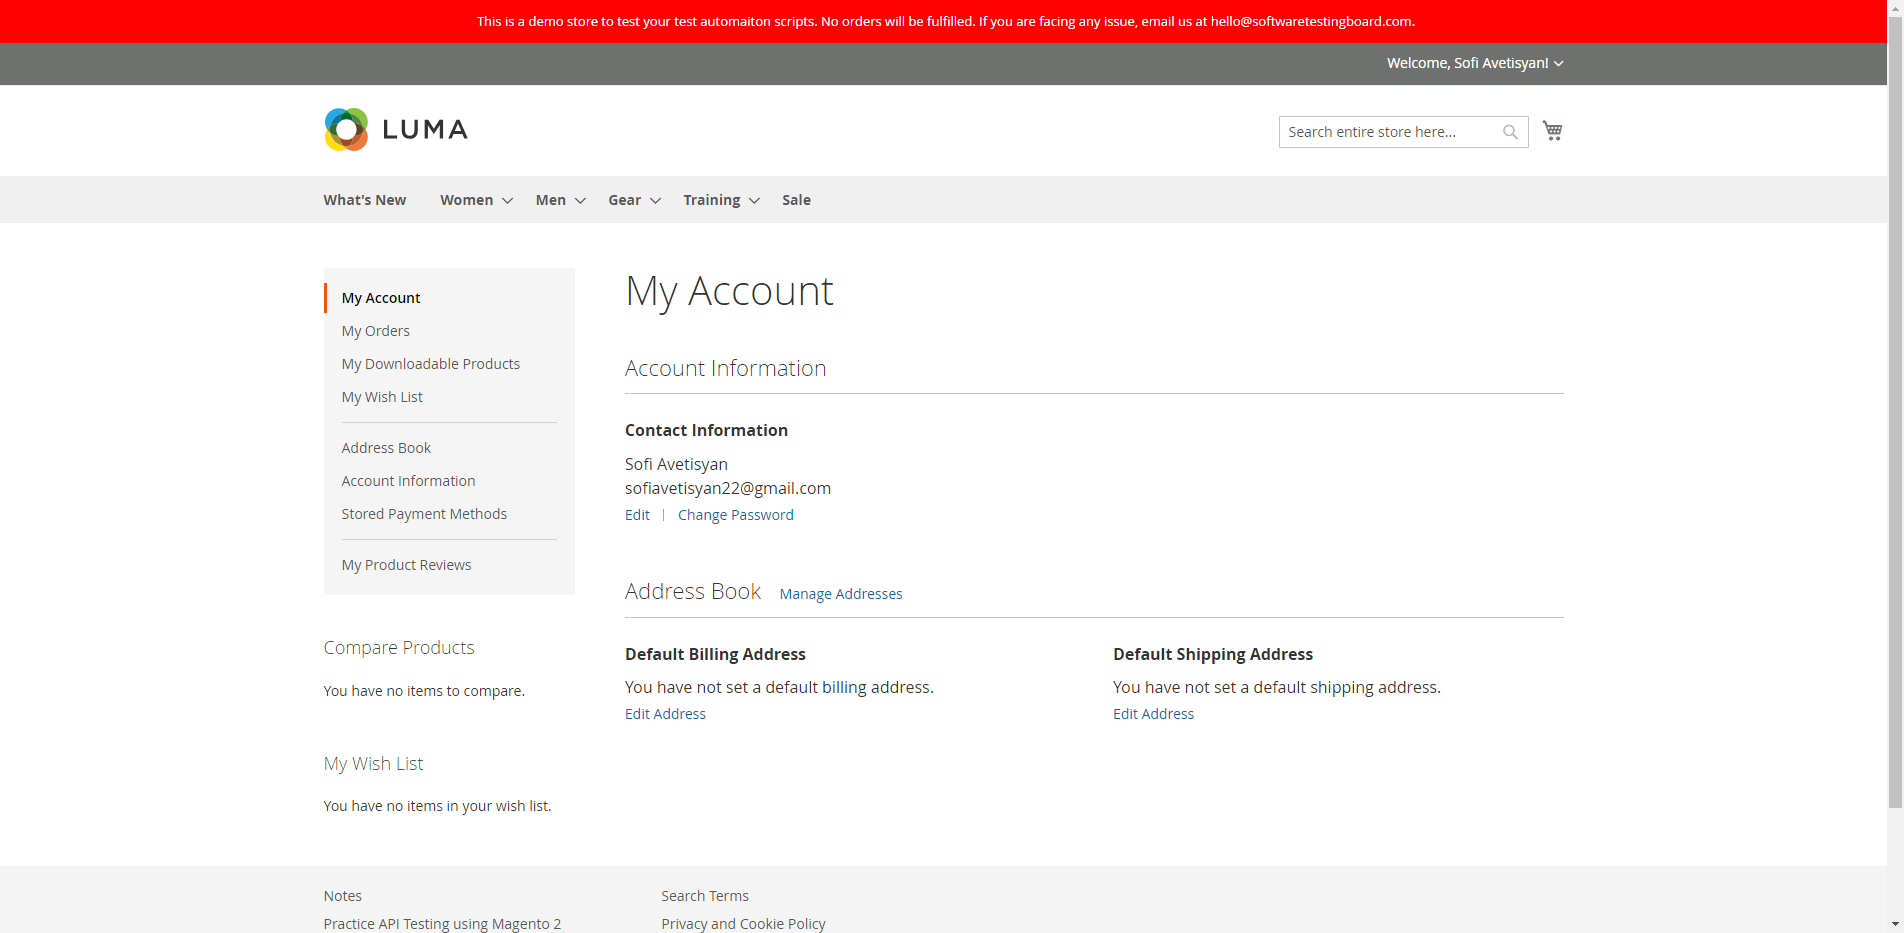 This is a demo store to test your test automaiton scripts. No orders will be fulfilled. If you are facing any issue, email us at hello@softwaretestingboard.com.
Welcome, Sofi Avetisyan!
LUMA
Search entire store here...
What's New Women Men Gear Training Sale
My Account
My Orders
My Downloadable Products
My Wish List
Address Book
Account Information
Stored Payment Methods
My Product Reviews
Compare Products
You have no items to compare.
My Wish List
You have no items in your wish list.
My Account
Account Information
Contact Information
Sofi Avetisyan
sofiavetisyan22@gmail.com
Edit | Change Password
Address Book Manage Addresses
Default Billing Address
You have not set a default billing address.
Edit Address
Default Shipping Address
You have not set a default shipping address.
Edit Address
Notes
Practice API Testing using Magento 2
Search Terms
Privacy and Cookie Policy